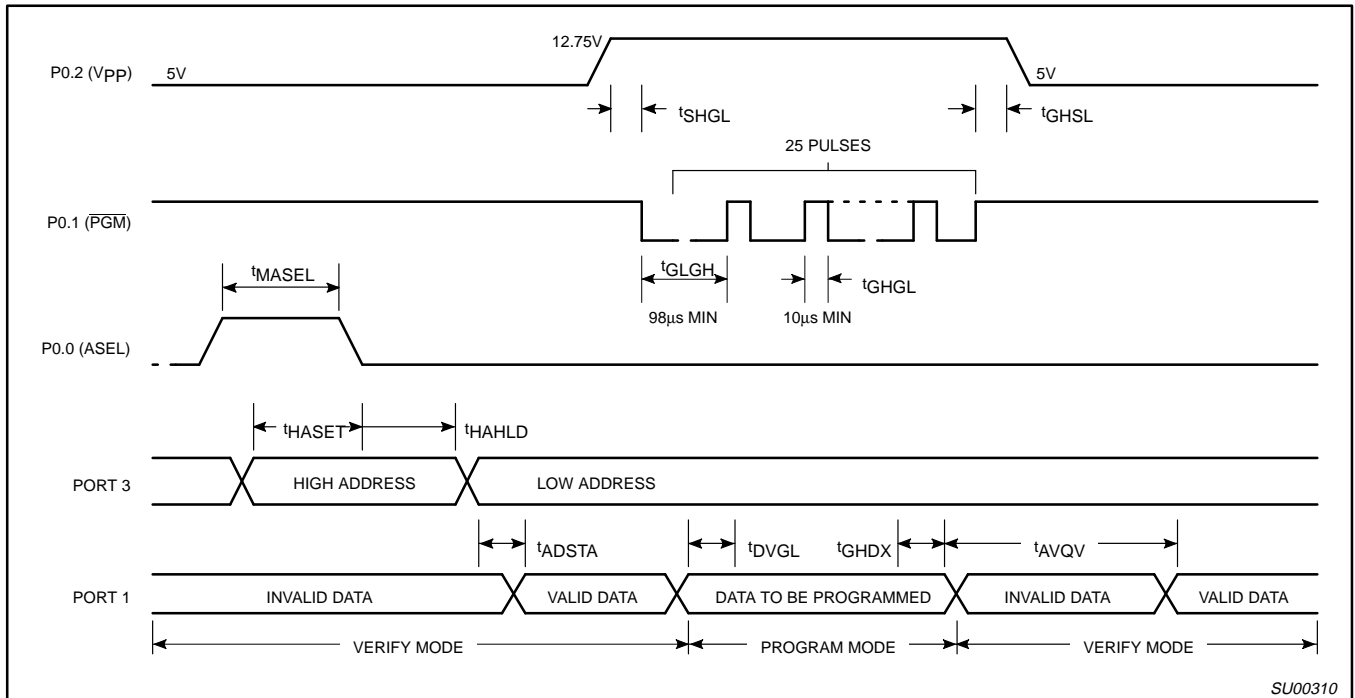 12.75V
P0.2 (VPP)
5V
5V
tSHGL
tGHSL
25 PULSES
P0.1 (PGM)
tMASEL
tGLGH
tGHGL
98µs MIN
10µs MIN
P0.0 (ASEL)
tHASET
tHAHLD
PORT 3
HIGH ADDRESS
LOW ADDRESS
tADSTA
tDVGL
tGHDX
tAVQV
PORT 1
INVALID DATA
VALID DATA
DATA TO BE PROGRAMMED
INVALID DATA
VALID DATA
VERIFY MODE
PROGRAM MODE
VERIFY MODE
SU00310